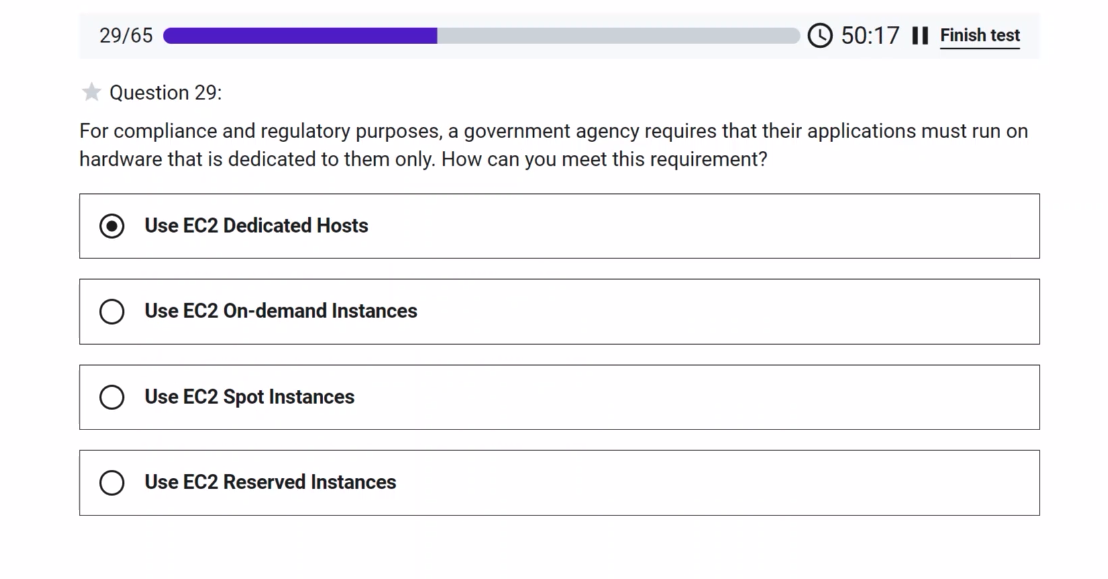 29/65 50:17 Finish test
Question 29:
For compliance and regulatory purposes, a government agency requires that their applications must run on
hardware that is dedicated to them only. How can you meet this requirement?
Use EC2 Dedicated Hosts
Use EC2 On-demand Instances
Use EC2 Spot Instances
Use EC2 Reserved Instances